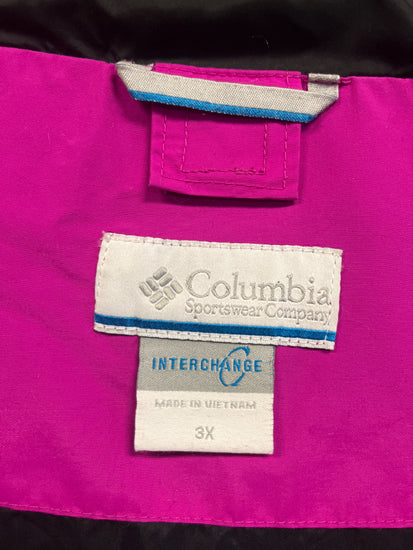 Columbia
Sportswear Company
INTERCHANGE
MADE IN VIETNAM
3X